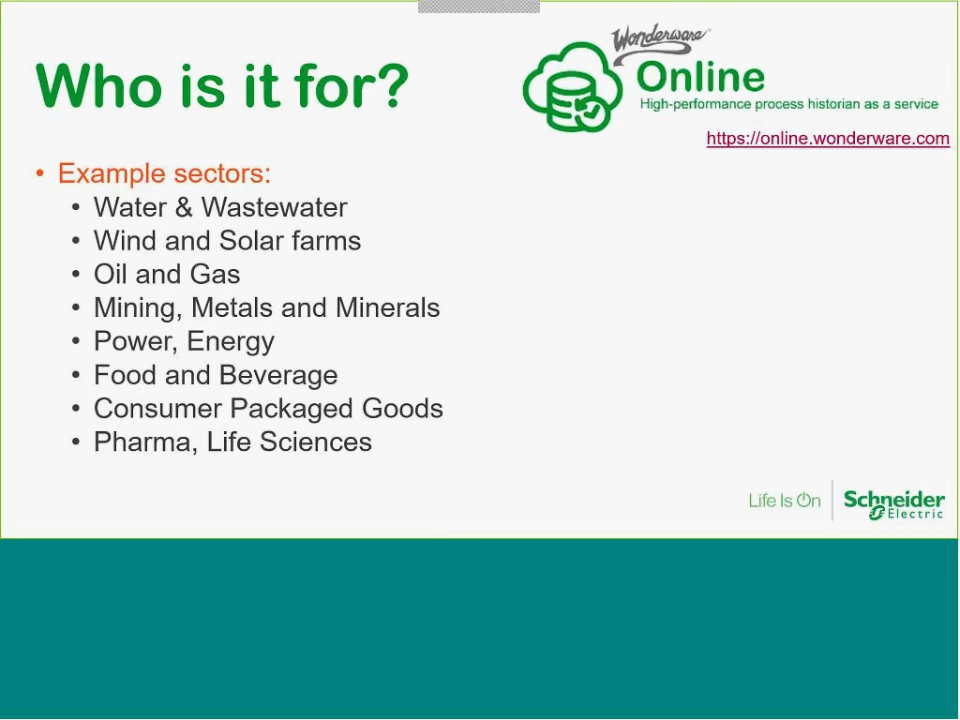 Who is it for?
Wonderware
Online
High-performance process historian as a service
https://online.wonderware.com
• Example sectors:
• Water & Wastewater
• Wind and Solar farms
• Oil and Gas
• Mining, Metals and Minerals
• Power, Energy
• Food and Beverage
• Consumer Packaged Goods
• Pharma, Life Sciences
Life Is On
Schneider
Electric